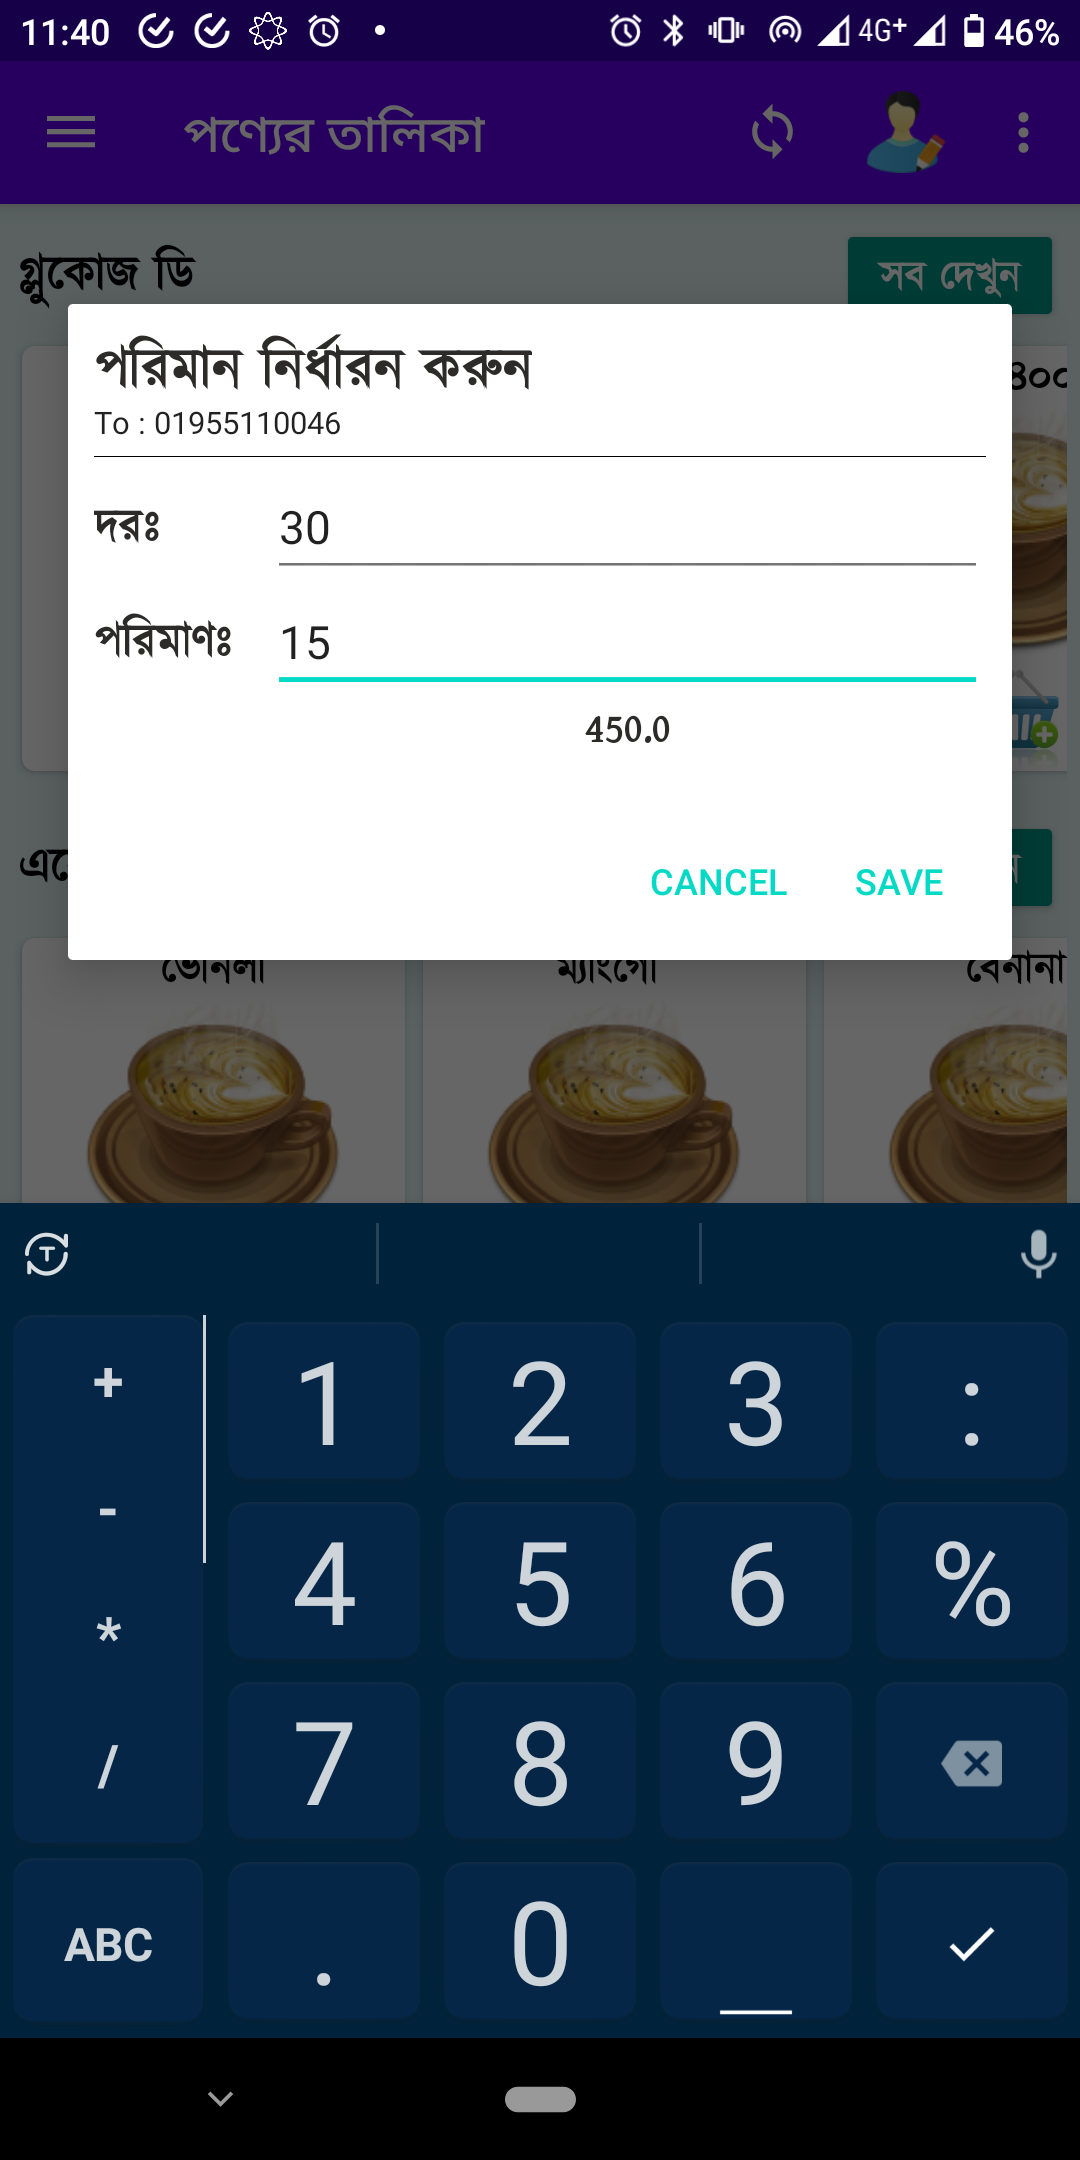 11:40 4G+ 46%
পণ্যের তালিকা
গ্লুকোজ ডি
সব দেখুন
৪০০
পরিমান নির্ধারন করুন
To : 01955110046
দরঃ
30
পরিমাণঃ
15
450.0
CANCEL SAVE
ভেনিলা ম্যাংগো বেনানা
+ 1 2 3 :
- 4 5 6 %
*
/ 7 8 9
ABC . 0